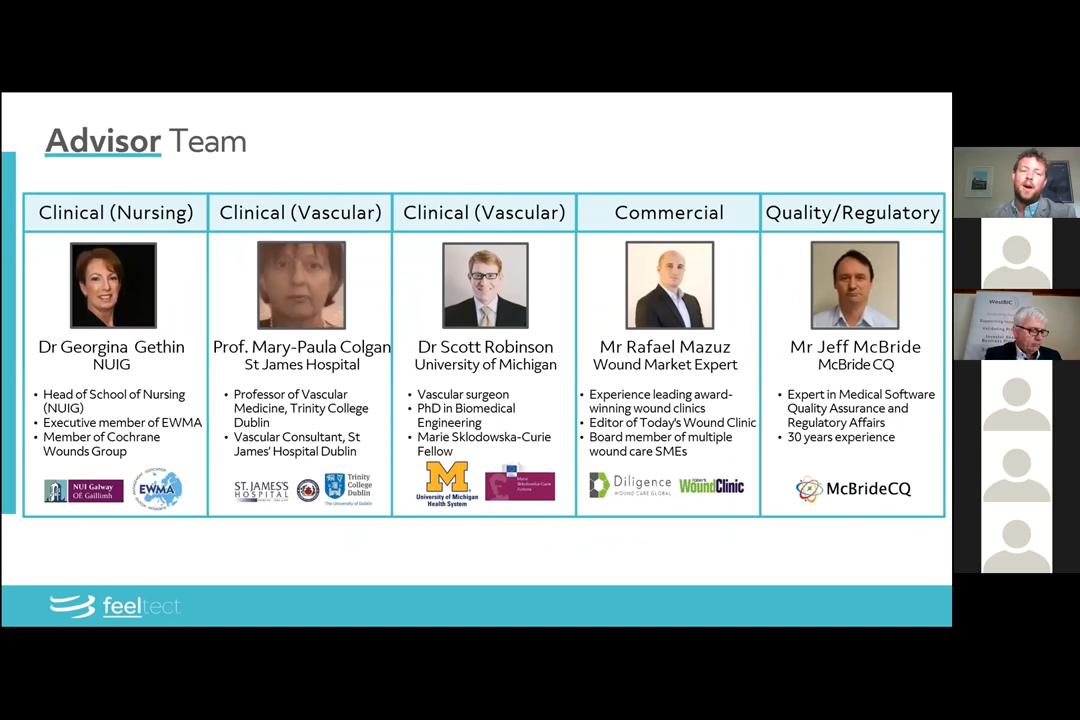 Advisor Team
Clinical (Nursing)
Clinical (Vascular)
Clinical (Vascular)
Commercial
Quality/Regulatory
Dr Georgina Gethin
NUIG
• Head of School of Nursing
(NUIG)
• Executive member of EWMA
• Member of Cochrane
Wounds Group
NUI Galway
OÉ Gaillimh
EWMA
Prof. Mary-Paula Colgan
St James Hospital
• Professor of Vascular
Medicine, Trinity College
Dublin
• Vascular Consultant, St
James' Hospital Dublin
ST. JAMES'S
HOSPITAL
Trinity
College
Dublin
The University of Dublin
Dr Scott Robinson
University of Michigan
• Vascular surgeon
• PhD in Biomedical
Engineering
• Marie Sklodowska-Curie
Fellow
M
University of Michigan
Health System
Marie Sklodowska-Curie
Actions
Mr Rafael Mazuz
Wound Market Expert
• Experience leading award-
winning wound clinics
• Editor of Today's Wound Clinic
• Board member of multiple
wound care SMEs
Diligence
WOUND CARE GLOBAL
TODAY'S
WoundClinic
Mr Jeff McBride
McBride CQ
• Expert in Medical Software
Quality Assurance and
Regulatory Affairs
• 30 years experience
McBrideCQ
feeltect
WestBIC